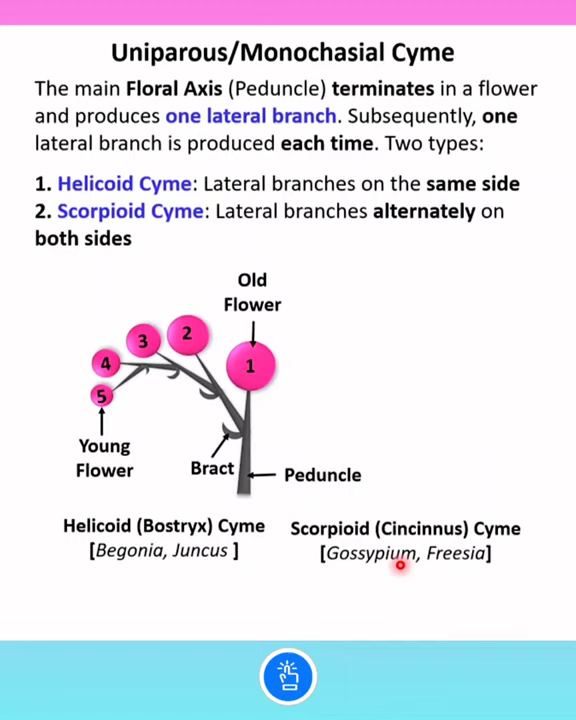 Uniparous/Monochasial Cyme
The main Floral Axis (Peduncle) terminates in a flower
and produces one lateral branch. Subsequently, one
lateral branch is produced each time. Two types:
1. Helicoid Cyme: Lateral branches on the same side
2. Scorpioid Cyme: Lateral branches alternately on
both sides
Old
Flower
1
2
3
4
5
Young
Flower
Bract
Peduncle
Helicoid (Bostryx) Cyme
[Begonia, Juncus ]
Scorpioid (Cincinnus) Cyme
[Gossypium, Freesia]